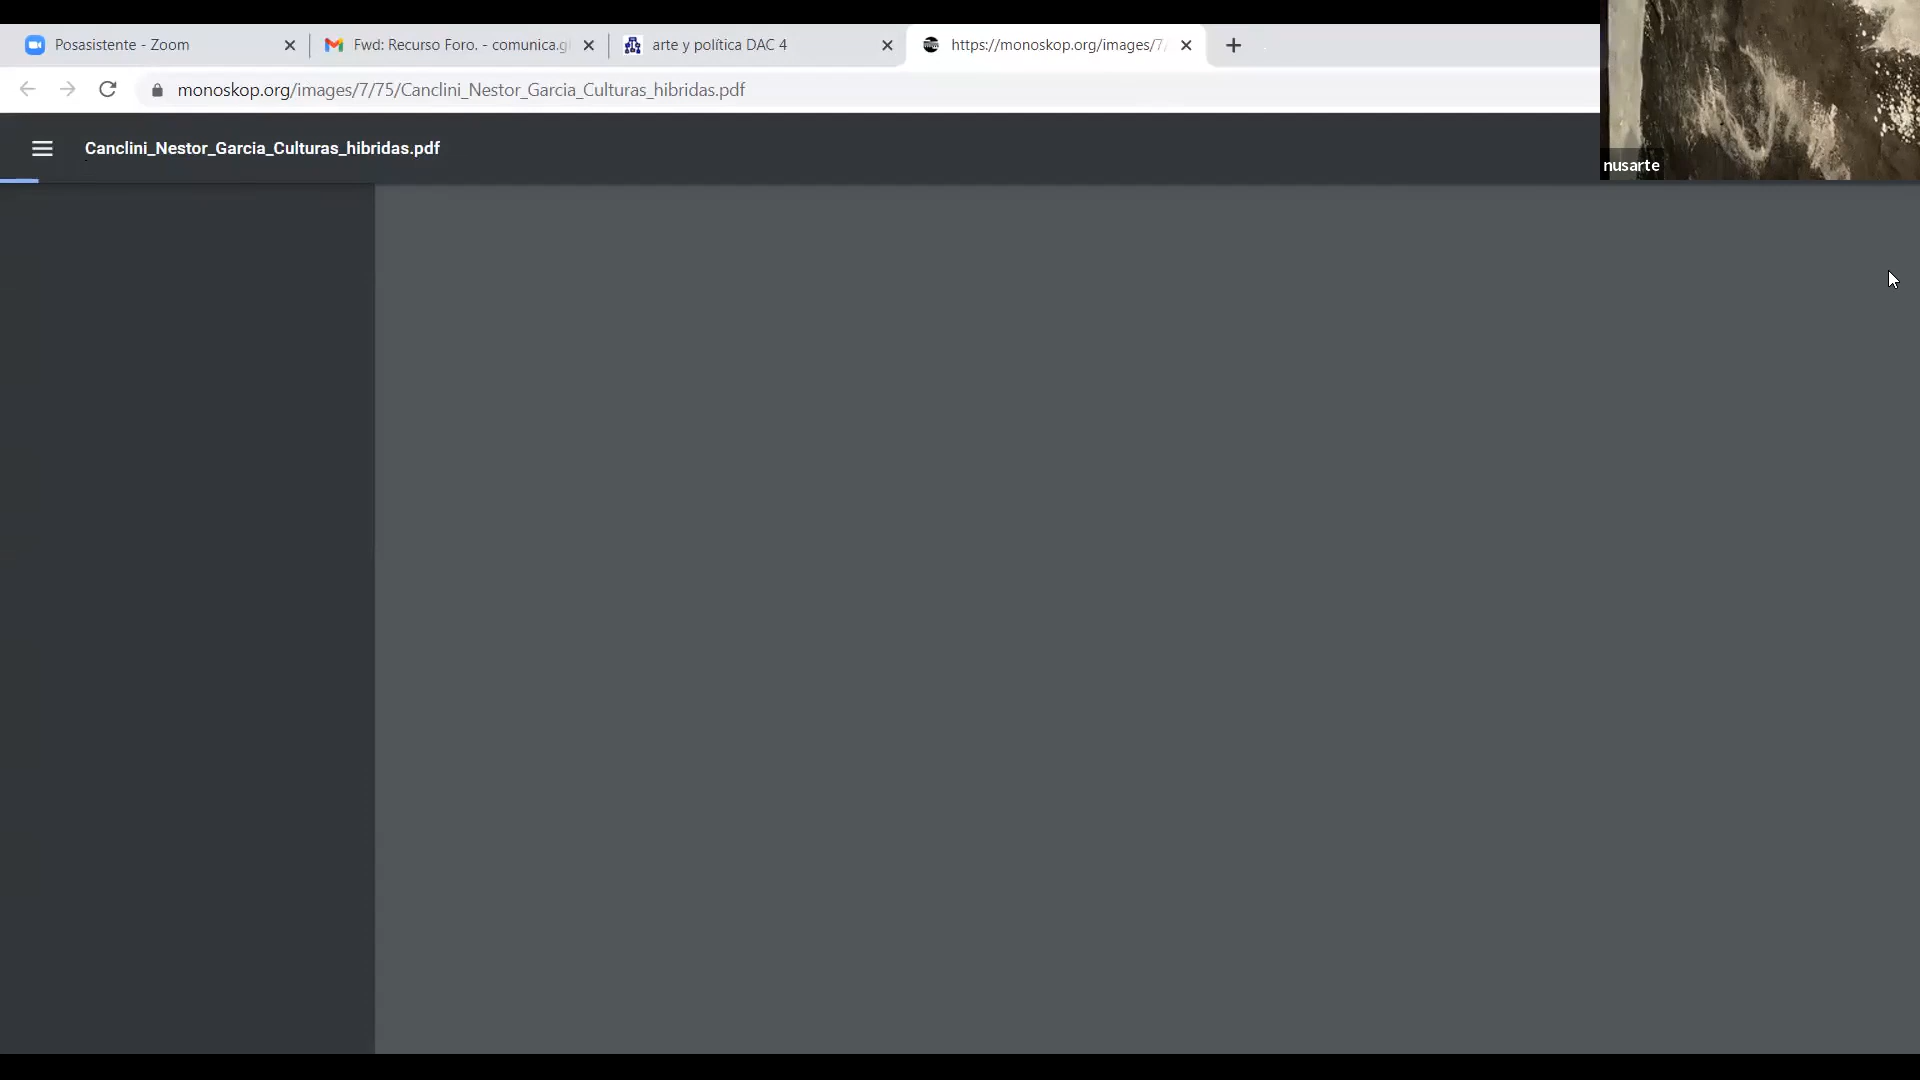 Posasistente - Zoom
Fwd: Recurso Foro. - comunica.g
arte y política DAC 4
https://monoskop.org/images/7/
monoskop.org/images/7/75/Canclini_Nestor_Garcia_Culturas_hibridas.pdf
Canclini_Nestor_Garcia_Culturas_hibridas.pdf
nusarte